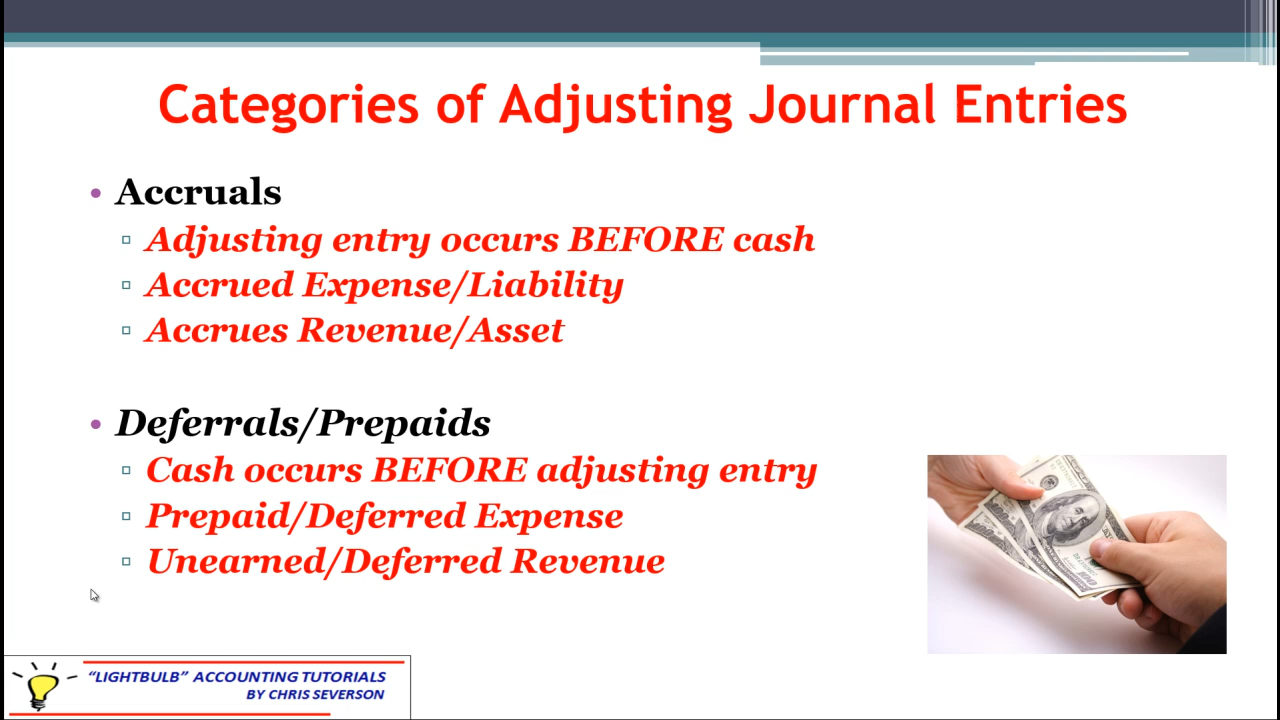 Categories of Adjusting Journal Entries
Accruals
Adjusting entry occurs BEFORE cash
Accrued Expense/Liability
Accrues Revenue/Asset
Deferrals/Prepaids
Cash occurs BEFORE adjusting entry
Prepaid/Deferred Expense
Unearned/Deferred Revenue
“LIGHTBULB” ACCOUNTING TUTORIALS
BY CHRIS SEVERSON